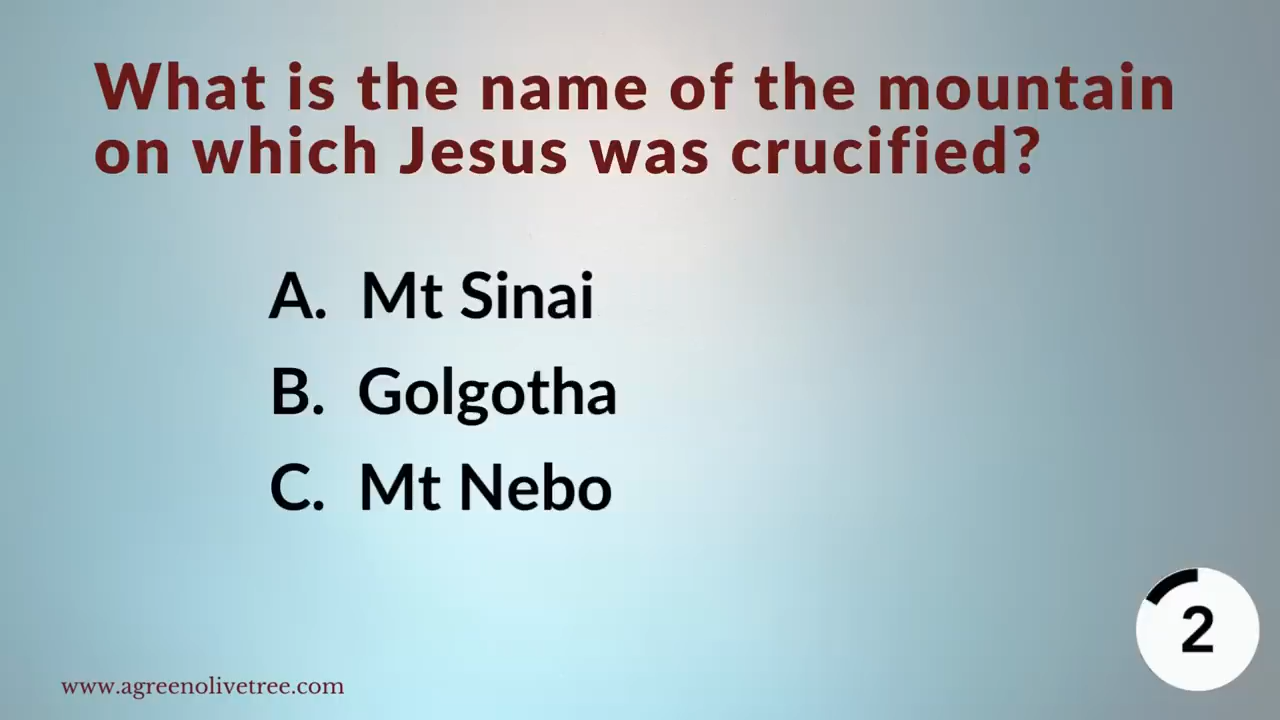 What is the name of the mountain
on which Jesus was crucified?
A. Mt Sinai
B. Golgotha
C. Mt Nebo
2
www.agreenolivetree.com